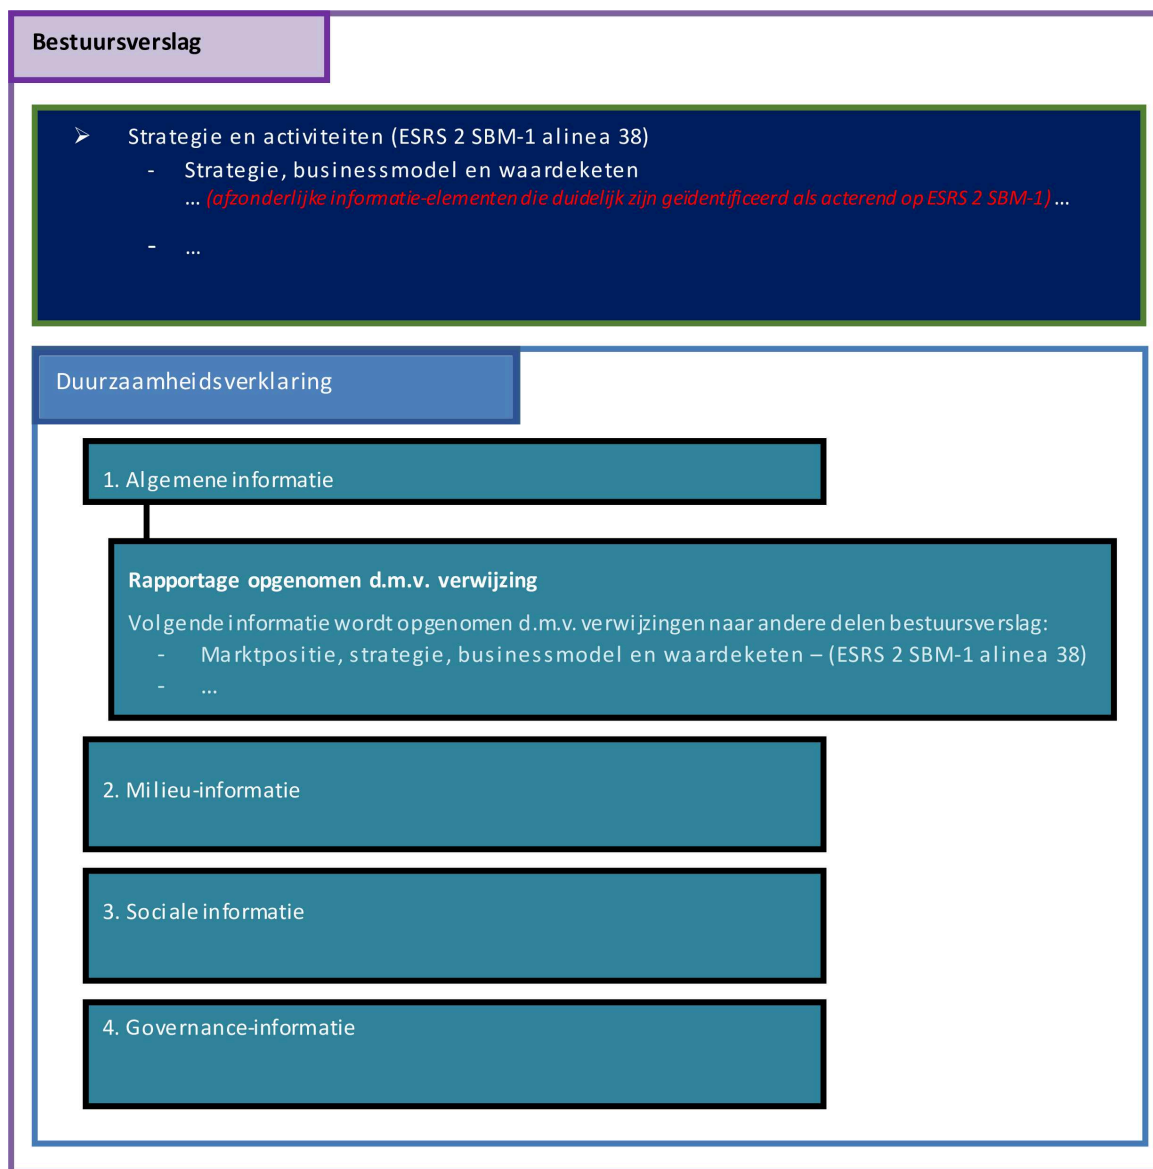 Bestuursverslag
➢ Strategie en activiteiten (ESRS 2 SBM-1 alinea 38)
- Strategie, businessmodel en waardeketen
... (afzonderlijke informatie-elementen die duidelijk zijn geïdentificeerd als acterend op ESRS 2 SBM-1) ...
- ...
Duurzaamheidsverklaring
1. Algemene informatie
Rapportage opgenomen d.m.v. verwijzing
Volgende informatie wordt opgenomen d.m.v. verwijzingen naar andere delen bestuursverslag:
- Marktpositie, strategie, businessmodel en waardeketen – (ESRS 2 SBM-1 alinea 38)
- ...
2. Milieu-informatie
3. Sociale informatie
4. Governance-informatie